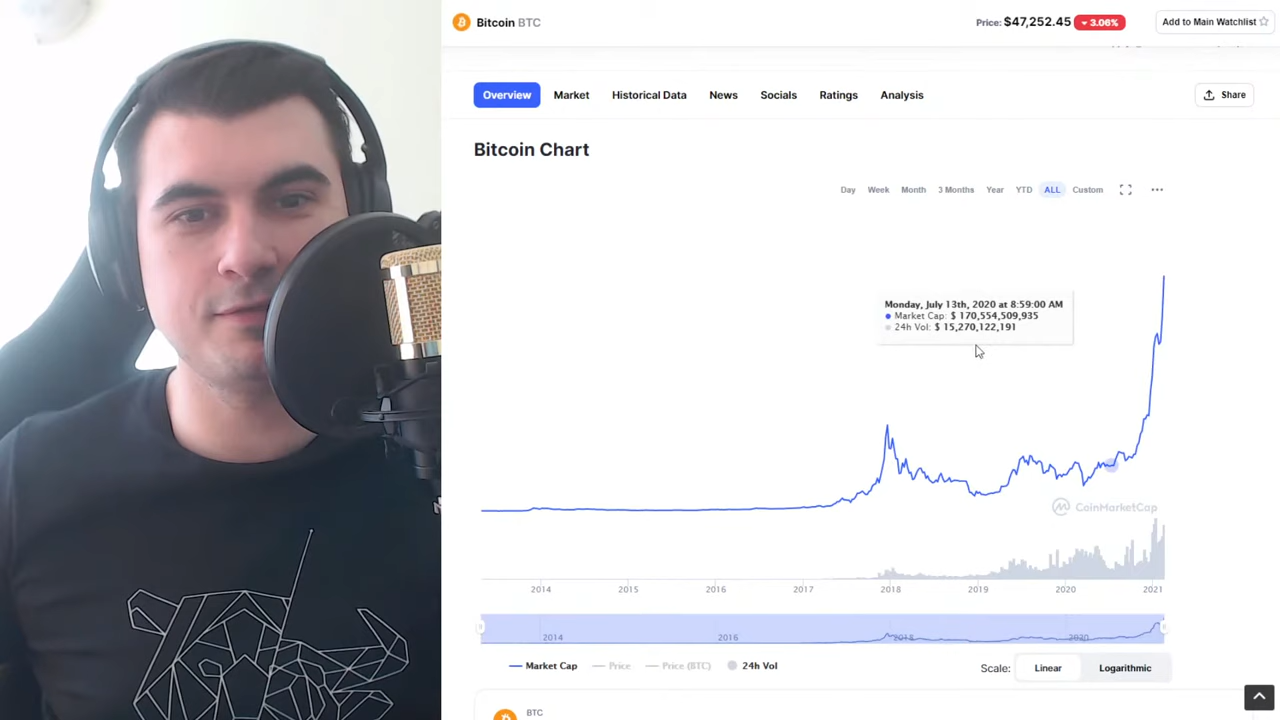 Bitcoin BTC
Price: $47,252.45 3.06%
Add to Main Watchlist
Overview
Market
Historical Data
News
Socials
Ratings
Analysis
Share
Bitcoin Chart
Day
Week
Month
3 Months
Year
YTD
ALL
Custom
Monday, July 13th, 2020 at 8:59:00 AM
Market Cap: $ 170,554,509,935
24h Vol: $ 15,270,122,191
CoinMarketCap
2014
2015
2016
2017
2018
2019
2020
2021
2014
2016
2018
2020
Market Cap
Price
Price (BTC)
24h Vol
Scale:
Linear
Logarithmic
BTC